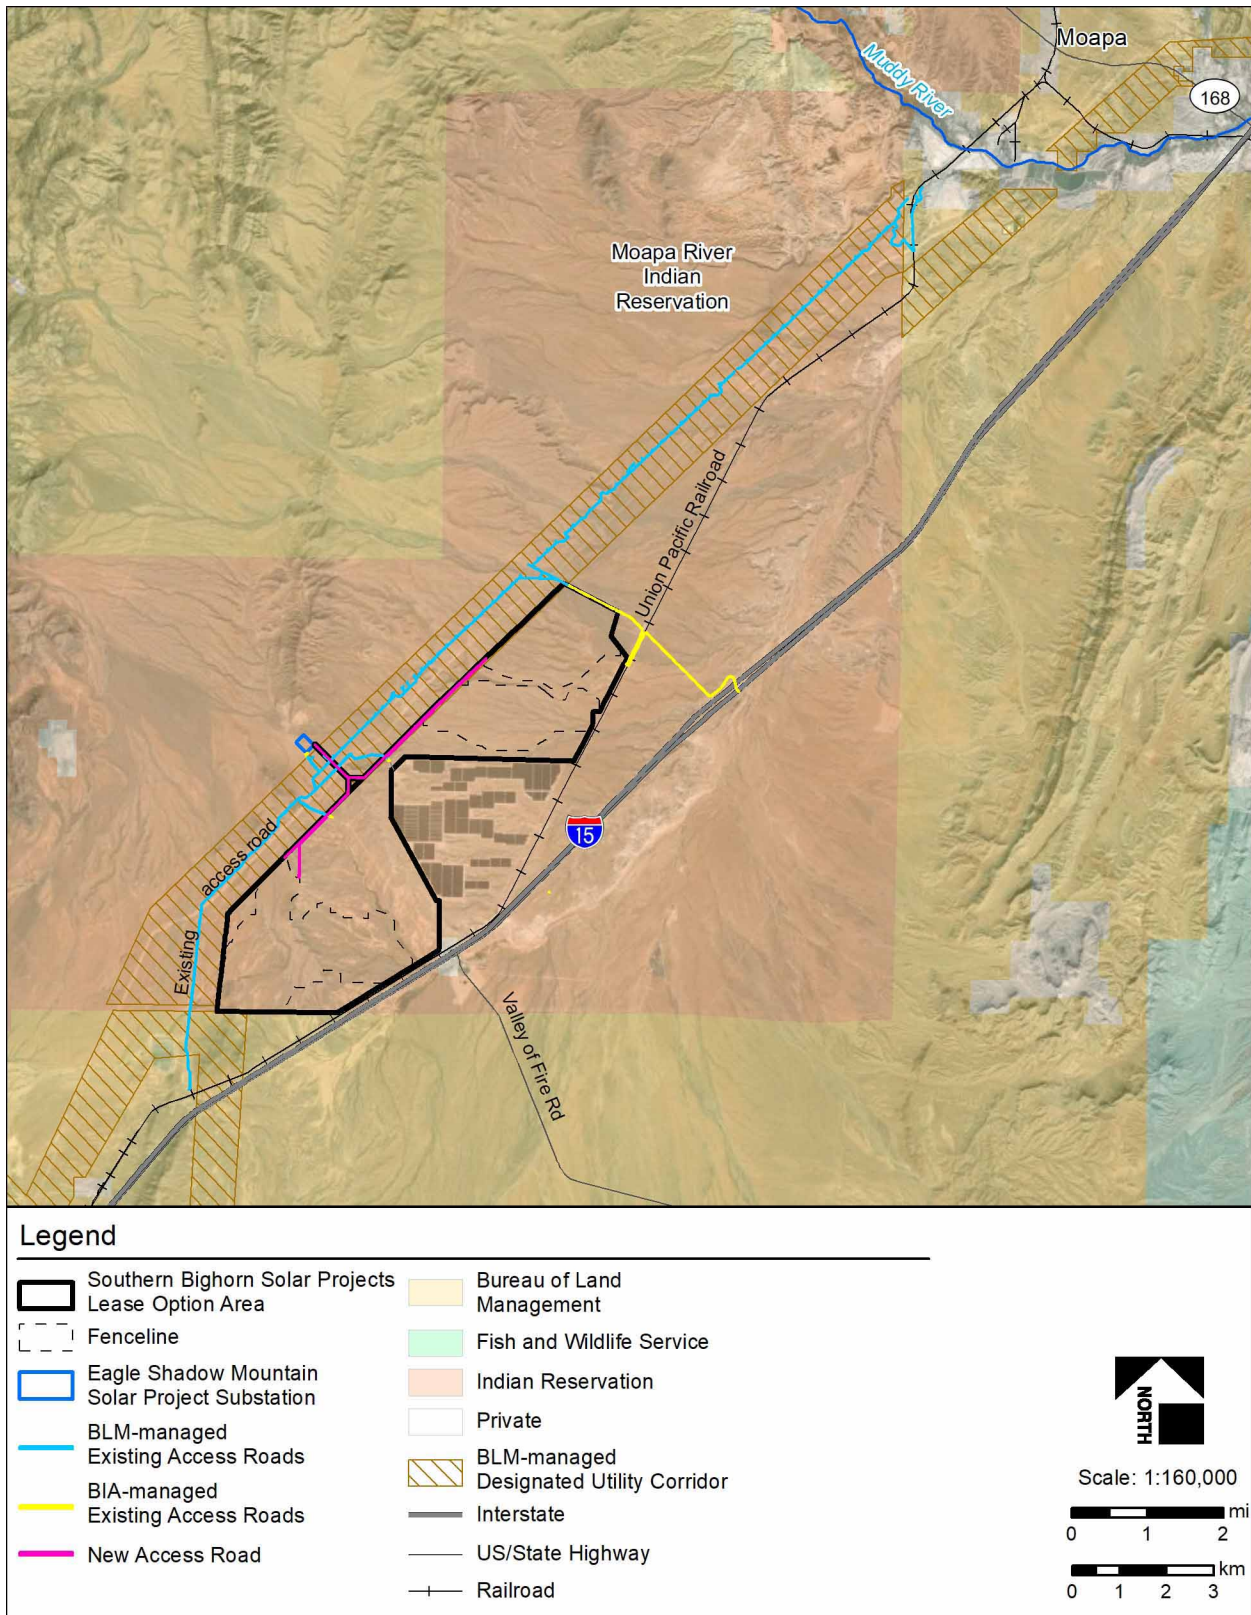 Moapa
Muddy River
168
Moapa River
Indian
Reservation
Union Pacific Railroad
15
access road
Existing
Valley of Fire Rd
Legend
Southern Bighorn Solar Projects
Lease Option Area
Fenceline
Eagle Shadow Mountain
Solar Project Substation
BLM-managed
Existing Access Roads
BIA-managed
Existing Access Roads
New Access Road
Bureau of Land
Management
Fish and Wildlife Service
Indian Reservation
Private
BLM-managed
Designated Utility Corridor
Interstate
US/State Highway
Railroad
NORTH
Scale: 1:160,000
mi
0 1 2
km
0 1 2 3